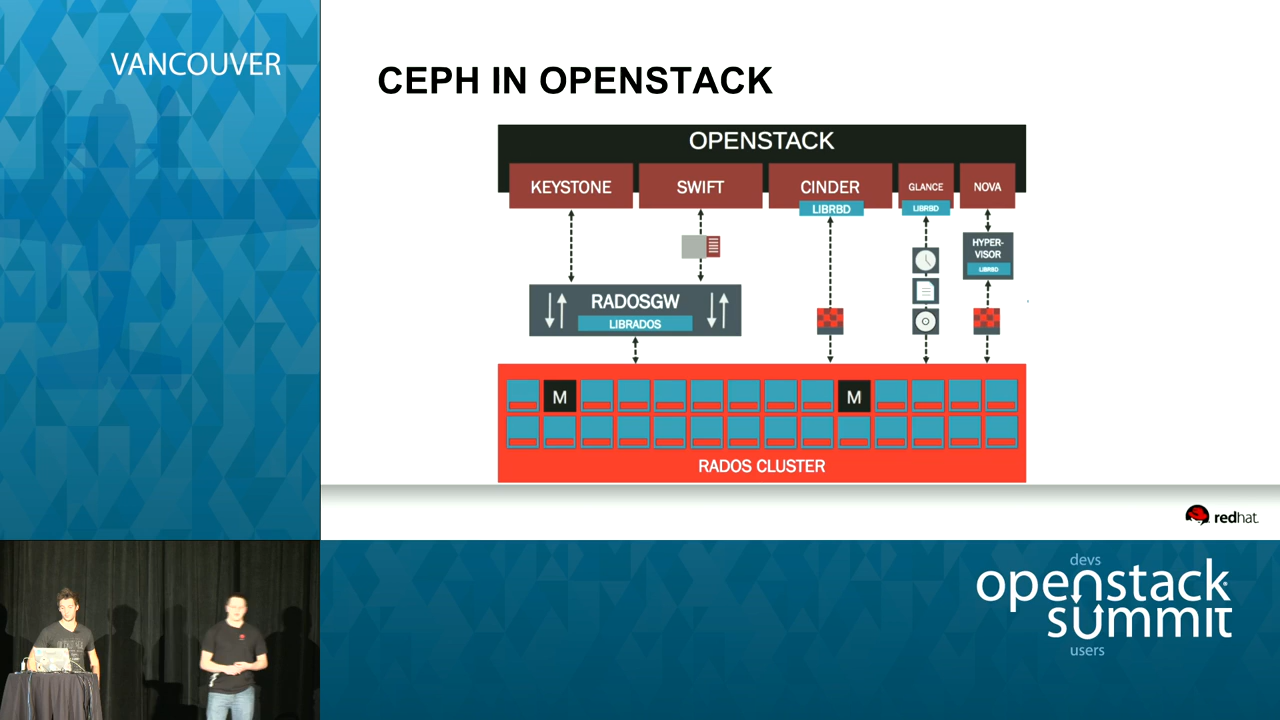 VANCOUVER
CEPH IN OPENSTACK
OPENSTACK
KEYSTONE
SWIFT
CINDER
LIBRBD
GLANCE
LIBRBD
NOVA
HYPER-
VISOR
LIBRBD
RADOSGW
LIBRADOS
M
M
RADOS CLUSTER
redhat.
devs
openstack
summit
users